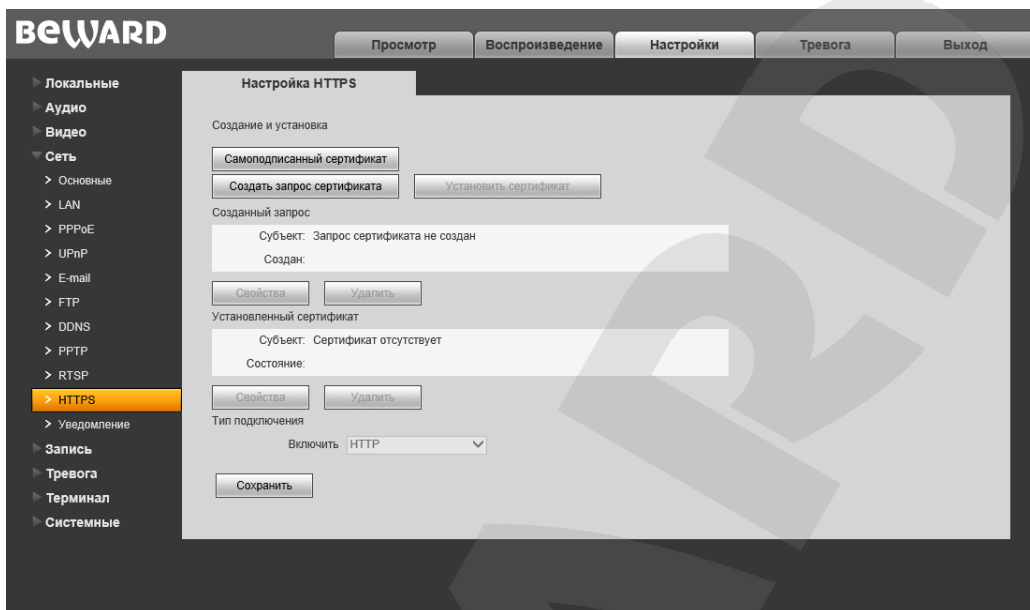 BEWARD
Просмотр
Воспроизведение
Настройки
Тревога
Выход
Локальные
Аудио
Видео
Сеть
Основные
LAN
PPPoE
UPnP
E-mail
FTP
DDNS
PPTP
RTSP
HTTPS
Уведомление
Запись
Тревога
Терминал
Системные
Настройка HTTPS
Создание и установка
Самоподписанный сертификат
Создать запрос сертификата Установить сертификат
Созданный запрос
Субъект: Запрос сертификата не создан
Создан:
Свойства Удалить
Установленный сертификат
Субъект: Сертификат отсутствует
Состояние:
Свойства Удалить
Тип подключения
Включить HTTP
Сохранить